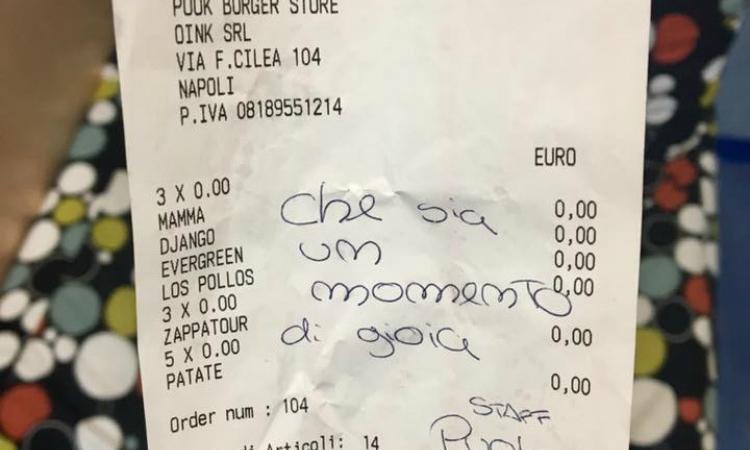 PUOK BURGER STORE
OINK SRL
VIA F.CILEA 104
NAPOLI
P.IVA 08189551214
EURO
3 X 0.00
MAMMA 0,00
DJANGO 0,00
EVERGREEN 0,00
LOS POLLOS 0,00
3 X 0.00
ZAPPATOUR 0,00
5 X 0.00
PATATE 0,00
Che sia
un
momento
di gioia
Order num : 104
STAFF
di Articoli: 14